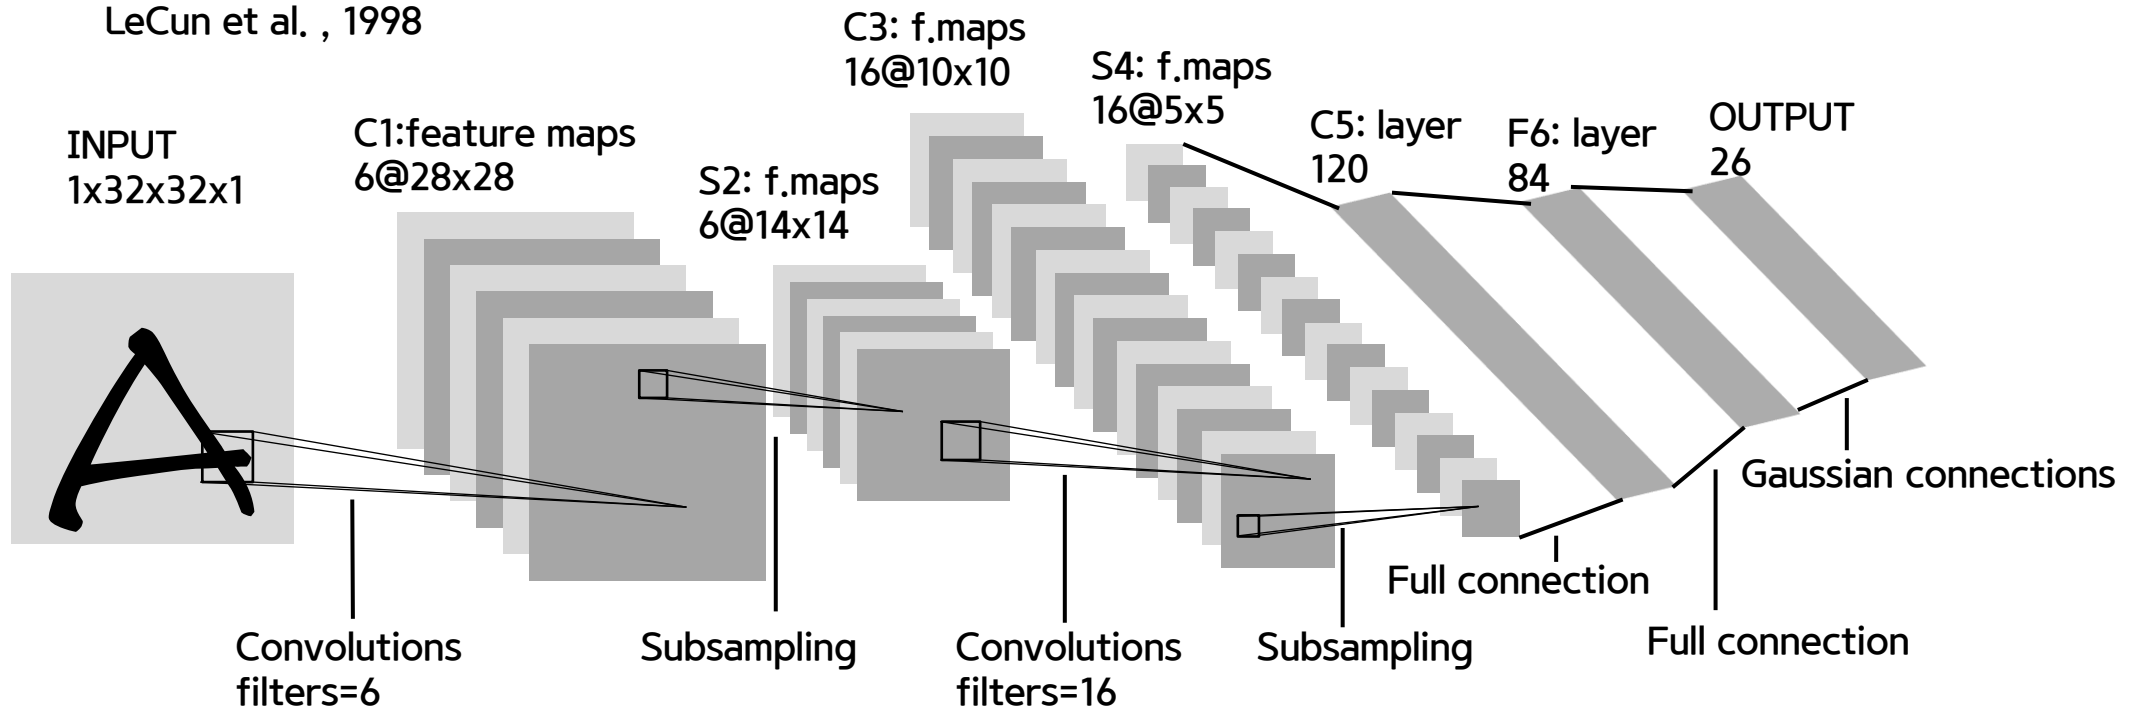 LeCun et al. , 1998
INPUT
1x32x32x1
C1:feature maps
6@28x28
S2: f.maps
6@14x14
C3: f.maps
16@10x10
S4: f.maps
16@5x5
C5: layer
120
F6: layer
84
OUTPUT
26
A
Convolutions
filters=6
Subsampling
Convolutions
filters=16
Subsampling
Full connection
Full connection
Gaussian connections